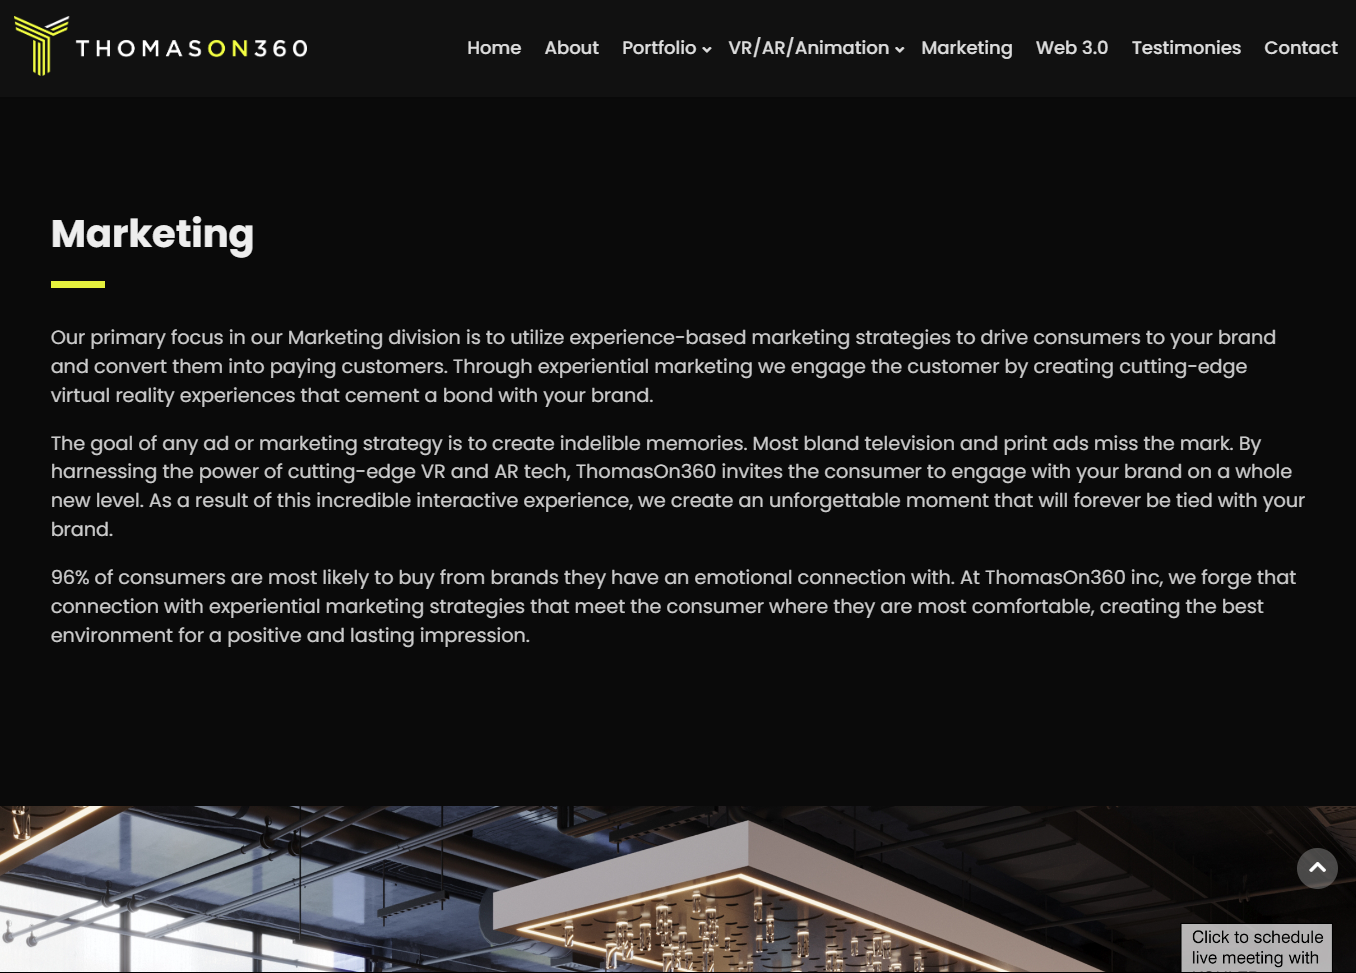 THOMASON360
Home About Portfolio VR/AR/Animation Marketing Web 3.0 Testimonies Contact
Marketing
Our primary focus in our Marketing division is to utilize experience-based marketing strategies to drive consumers to your brand
and convert them into paying customers. Through experiential marketing we engage the customer by creating cutting-edge
virtual reality experiences that cement a bond with your brand.
The goal of any ad or marketing strategy is to create indelible memories. Most bland television and print ads miss the mark. By
harnessing the power of cutting-edge VR and AR tech, ThomasOn360 invites the consumer to engage with your brand on a whole
new level. As a result of this incredible interactive experience, we create an unforgettable moment that will forever be tied with your
brand.
96% of consumers are most likely to buy from brands they have an emotional connection with. At ThomasOn360 inc, we forge that
connection with experiential marketing strategies that meet the consumer where they are most comfortable, creating the best
environment for a positive and lasting impression.
Click to schedule
live meeting with